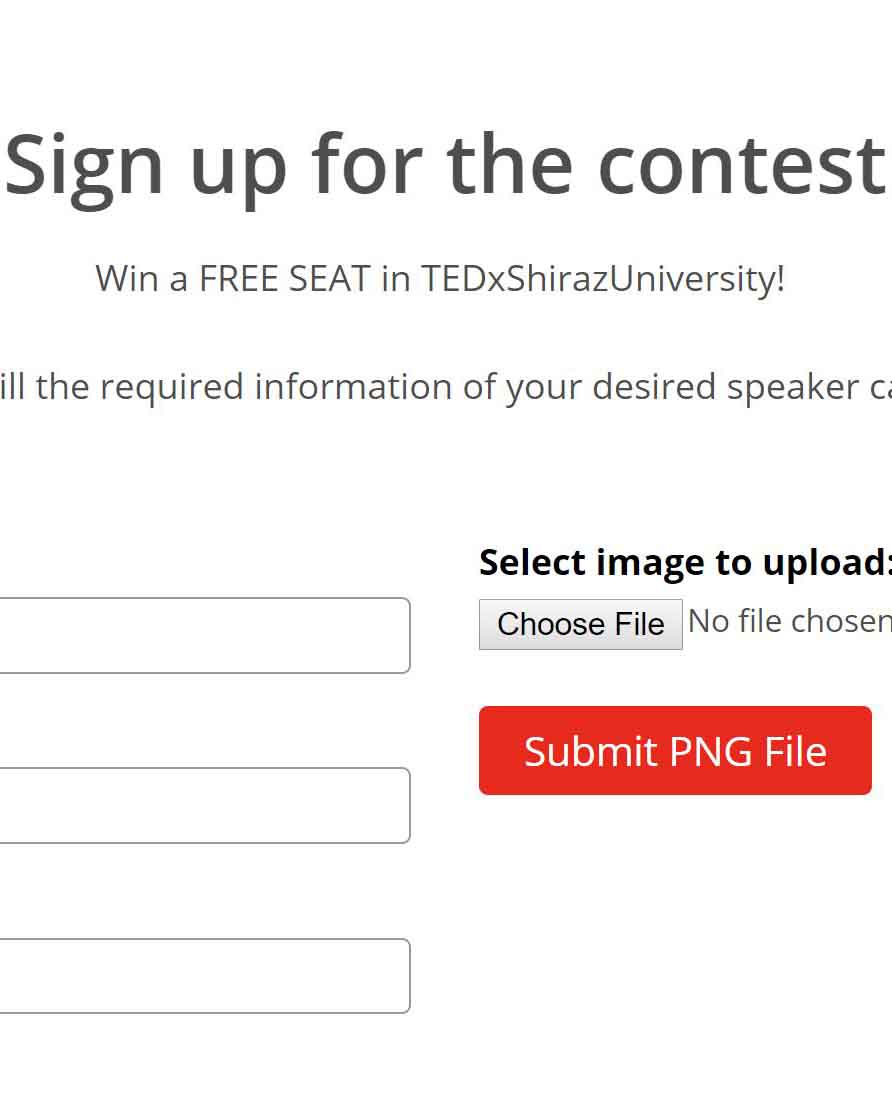 Sign up for the contest
Win a FREE SEAT in TEDxShirazUniversity!
ill the required information of your desired speaker ca
Select image to upload:
Choose File No file chosen
Submit PNG File